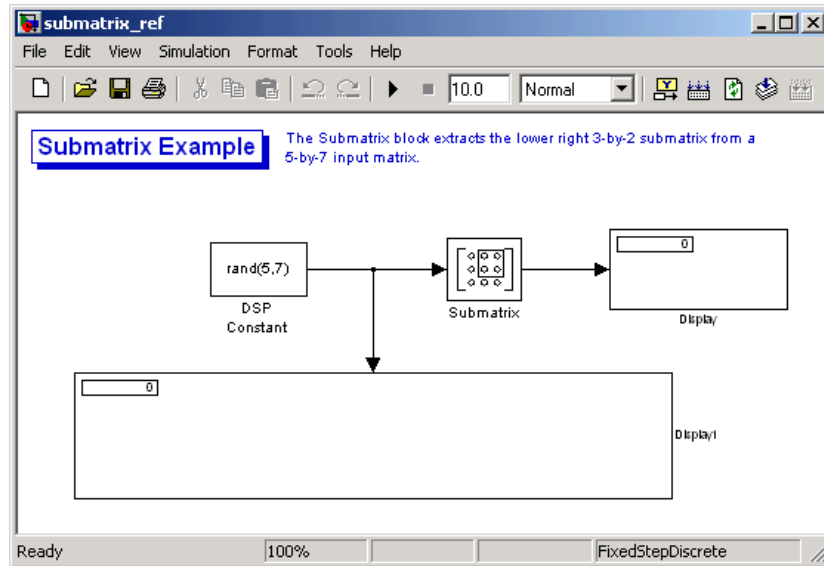 submatrix_ref
File Edit View Simulation Format Tools Help
10.0 Normal
Submatrix Example
The Submatrix block extracts the lower right 3-by-2 submatrix from a
5-by-7 input matrix.
rand(5,7)
DSP
Constant
Submatrix
0
Display
0
Display1
Ready 100% FixedStepDiscrete